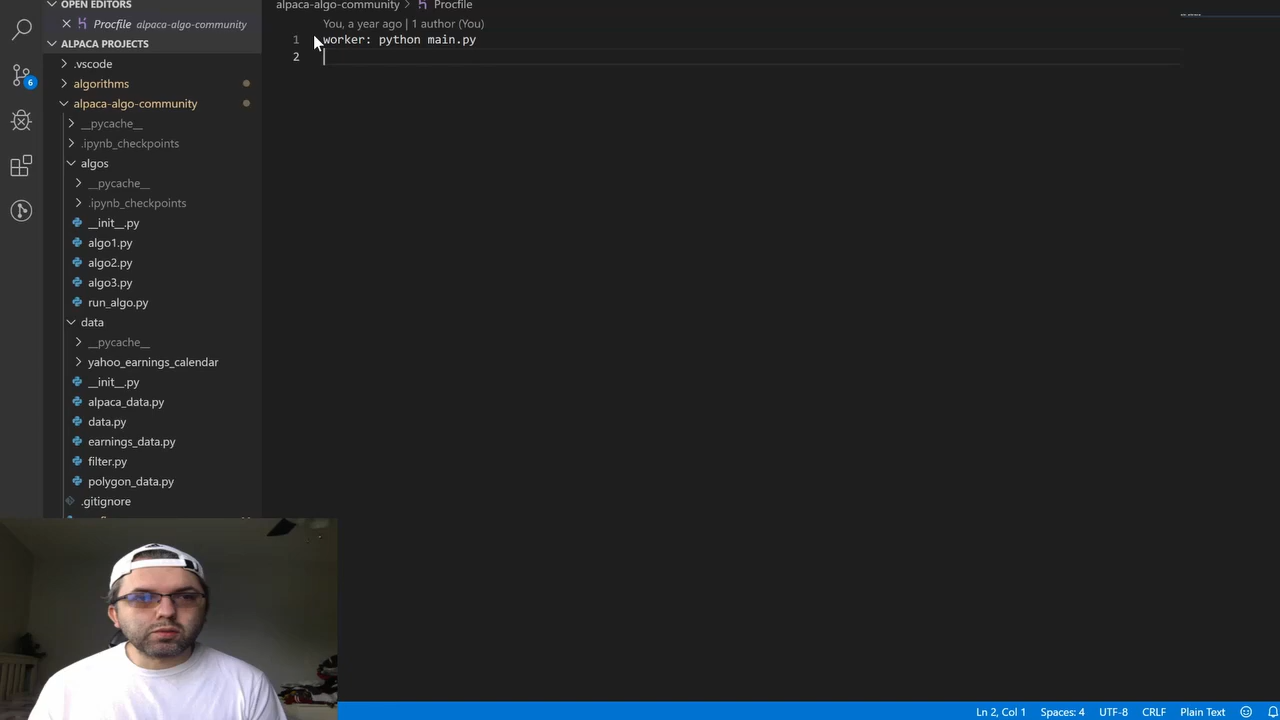 OPEN EDITORS
Procfile alpaca-algo-community
ALPACA PROJECTS
.vscode
algorithms
alpaca-algo-community
__pycache__
.ipynb_checkpoints
algos
__pycache__
.ipynb_checkpoints
__init__.py
algo1.py
algo2.py
algo3.py
run_algo.py
data
__pycache__
yahoo_earnings_calendar
__init__.py
alpaca_data.py
data.py
earnings_data.py
filter.py
polygon_data.py
.gitignore
6
alpaca-algo-community > Procfile
You, a year ago | 1 author (You)
1 worker: python main.py
2
Ln 2, Col 1 Spaces: 4 UTF-8 CRLF Plain Text